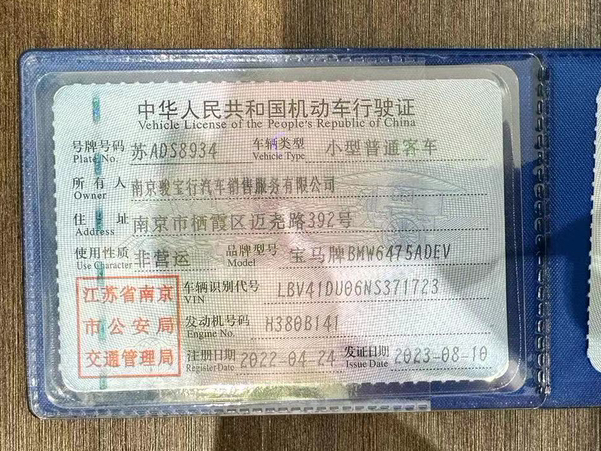 中华人民共和国机动车行驶证
Vehicle License of the People's Republic of China
号牌号码 苏ADS8934 车辆类型 小型普通客车
Plate No. Vehicle Type
所有人 南京骏宝行汽车销售服务有限公司
Owner
住址 南京市栖霞区迈尧路392号
Address
使用性质 非营运 品牌型号 宝马牌BMW6475ADEV
Use Character Model
江苏省南京
市公安局
交通管理局
车辆识别代号 LBV41DU06NS371723
VIN
发动机号码 H380B141
Engine No.
注册日期 2022-04-24 发证日期 2023-08-10
Register Date Issue Date